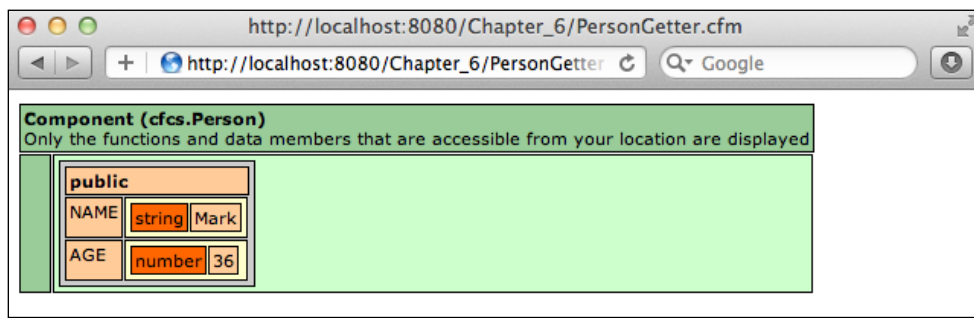 http://localhost:8080/Chapter_6/PersonGetter.cfm
http://localhost:8080/Chapter_6/PersonGetter Google
Component (cfcs.Person)
Only the functions and data members that are accessible from your location are displayed
public
NAME string Mark
AGE number 36